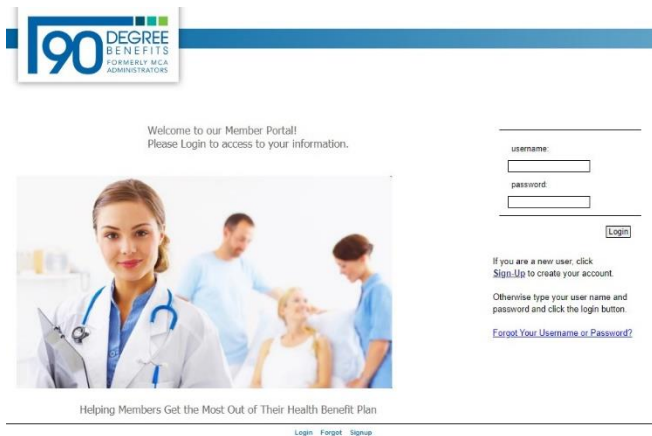 90 DEGREE
BENEFITS
FORMERLY MCA
ADMINISTRATORS
Welcome to our Member Portal!
Please Login to access to your information.
username:
password:
Login
If you are a new user, click
Sign-Up to create your account.
Otherwise type your user name and
password and click the login button.
Forgot Your Username or Password?
Helping Members Get the Most Out of Their Health Benefit Plan
Login Forgot Signup